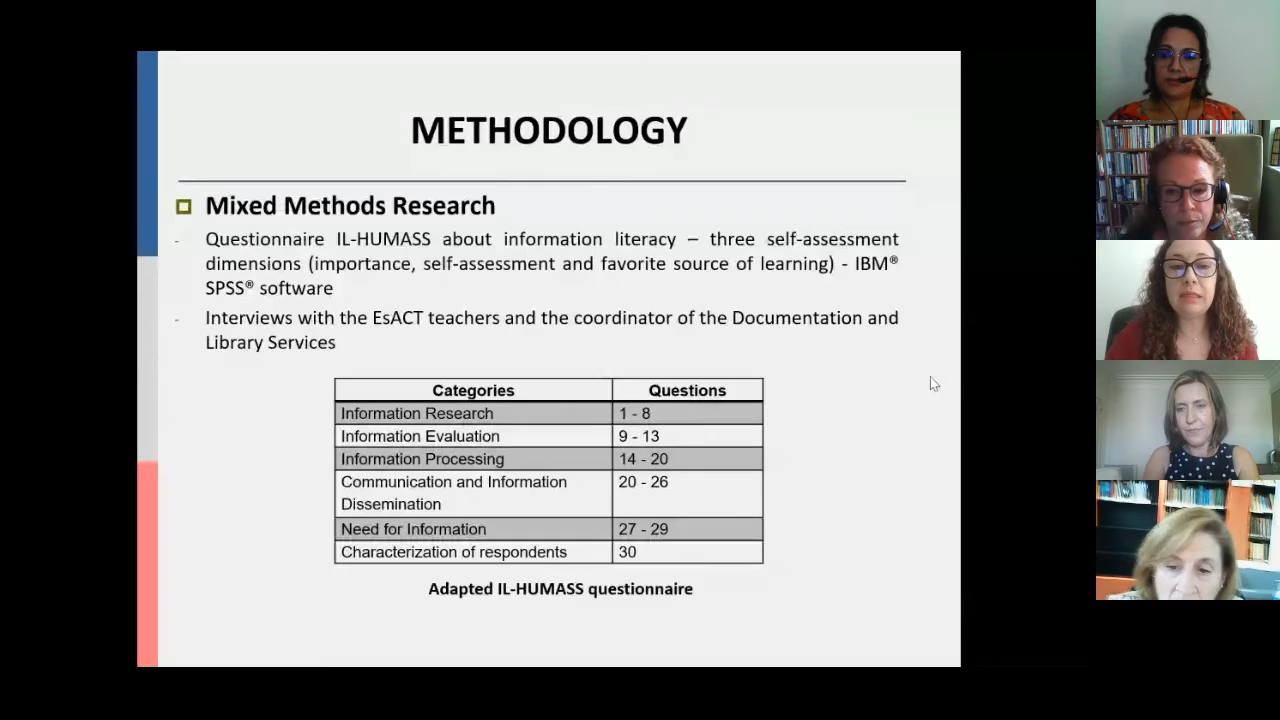 METHODOLOGY
Mixed Methods Research
- Questionnaire IL-HUMASS about information literacy – three self-assessment
dimensions (importance, self-assessment and favorite source of learning) - IBM®
SPSS® software
- Interviews with the EsACT teachers and the coordinator of the Documentation and
Library Services
Categories Questions
Information Research 1 - 8
Information Evaluation 9 - 13
Information Processing 14 - 20
Communication and Information 20 - 26
Dissemination
Need for Information 27 - 29
Characterization of respondents 30
Adapted IL-HUMASS questionnaire